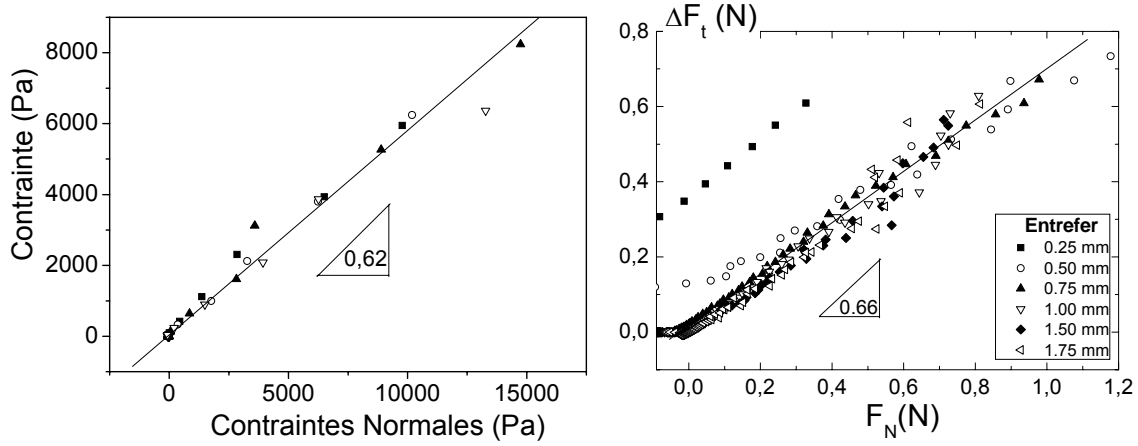 8000
6000
4000
2000
0
Contrainte (Pa)
0,62
0
5000
10000
15000
Contraintes Normales (Pa)
ΔFt (N)
0,8
0,6
0,4
0,2
0,0
0.66
Entrefer
0.25 mm
0.50 mm
0.75 mm
1.00 mm
1.50 mm
1.75 mm
0,0
0,2
0,4
0,6
0,8
1,0
1,2
FN(N)